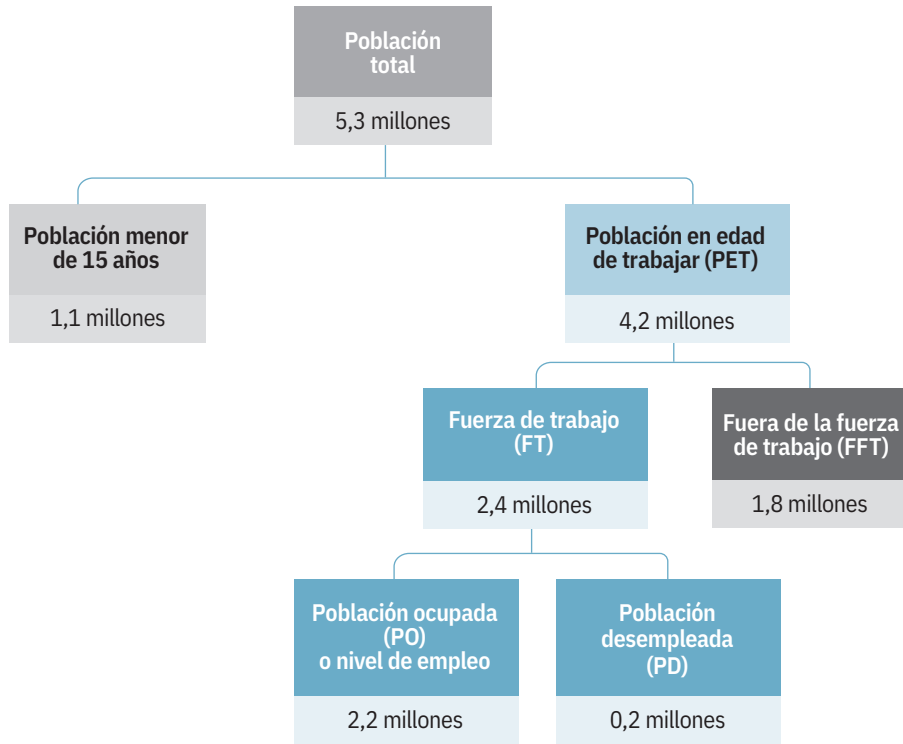 Población
total
5,3 millones
Población menor
de 15 años
1,1 millones
Población en edad
de trabajar (PET)
4,2 millones
Fuerza de trabajo
(FT)
2,4 millones
Fuera de la fuerza
de trabajo (FFT)
1,8 millones
Población ocupada
(PO)
o nivel de empleo
2,2 millones
Población
desempleada
(PD)
0,2 millones